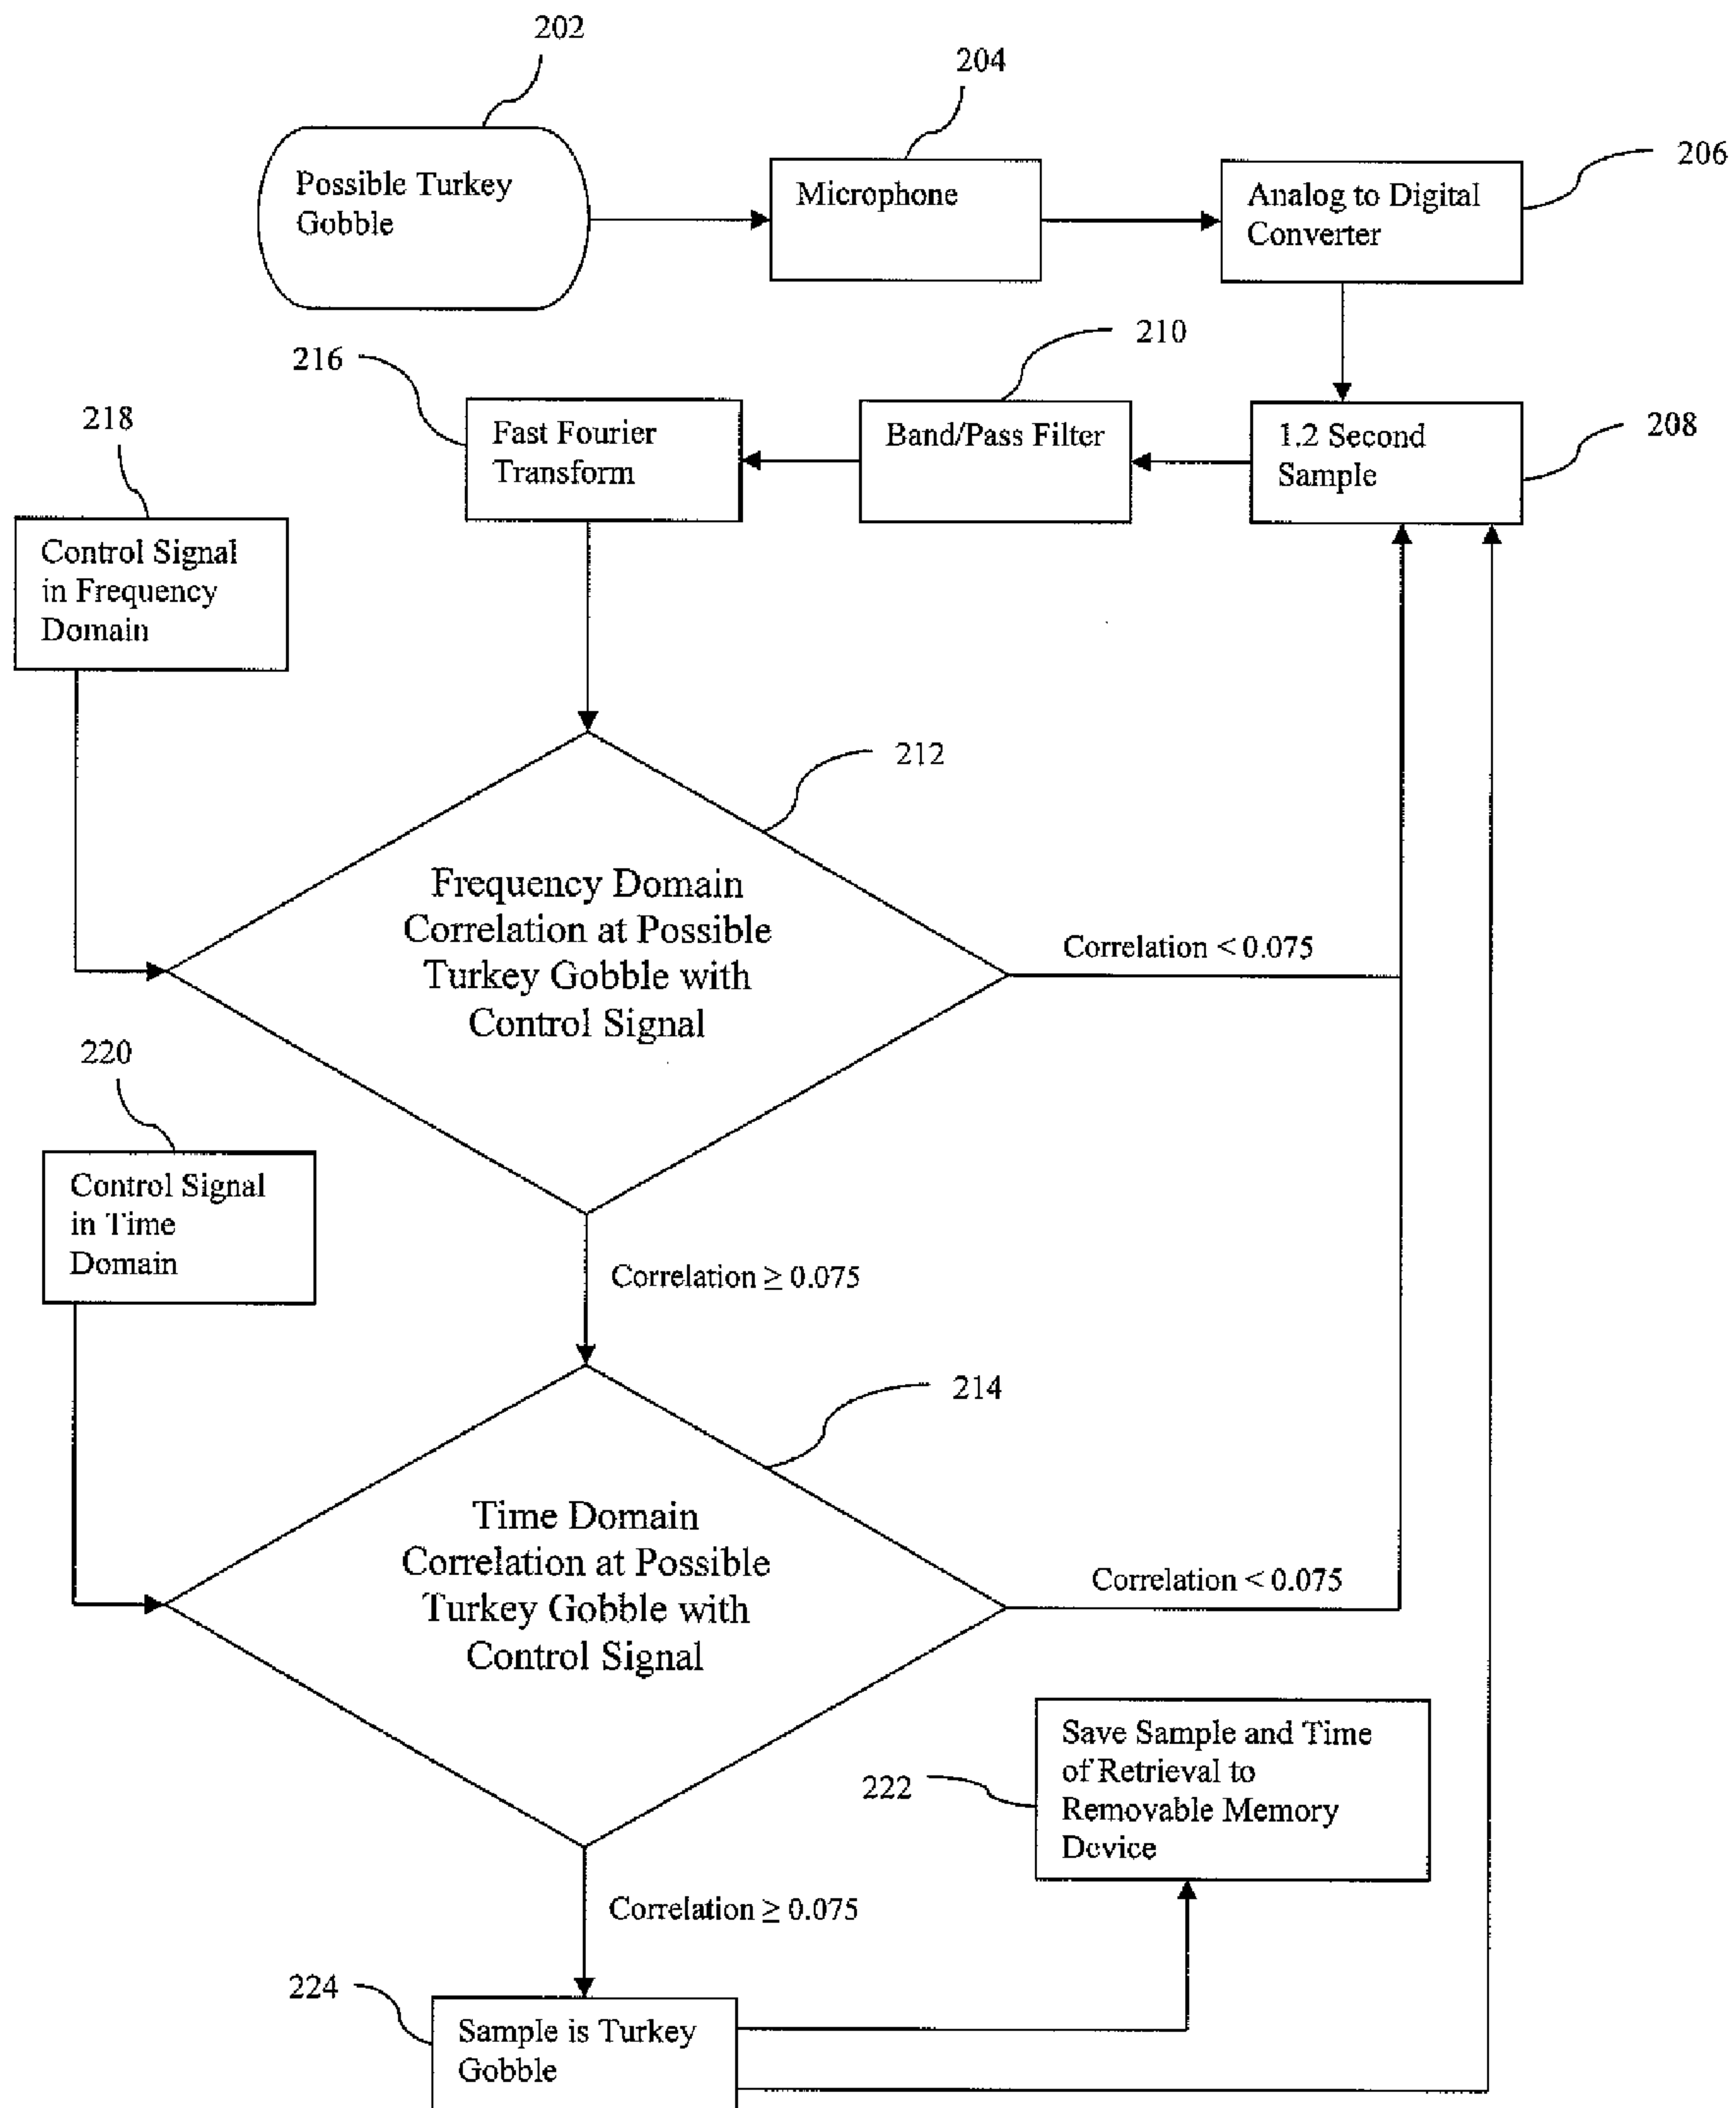 202
204
206
Possible Turkey
Gobble
Microphone
Analog to Digital
Converter
216
210
218
208
Fast Fourier
Transform
Band/Pass Filter
1.2 Second
Sample
Control Signal
in Frequency
Domain
212
Frequency Domain
Correlation at Possible
Turkey Gobble with
Control Signal
Correlation < 0.075
220
Control Signal
in Time
Domain
Correlation ≥ 0.075
214
Time Domain
Correlation at Possible
Turkey Gobble with
Control Signal
Correlation < 0.075
222
Save Sample and Time
of Retrieval to
Removable Memory
Device
Correlation ≥ 0.075
224
Sample is Turkey
Gobble